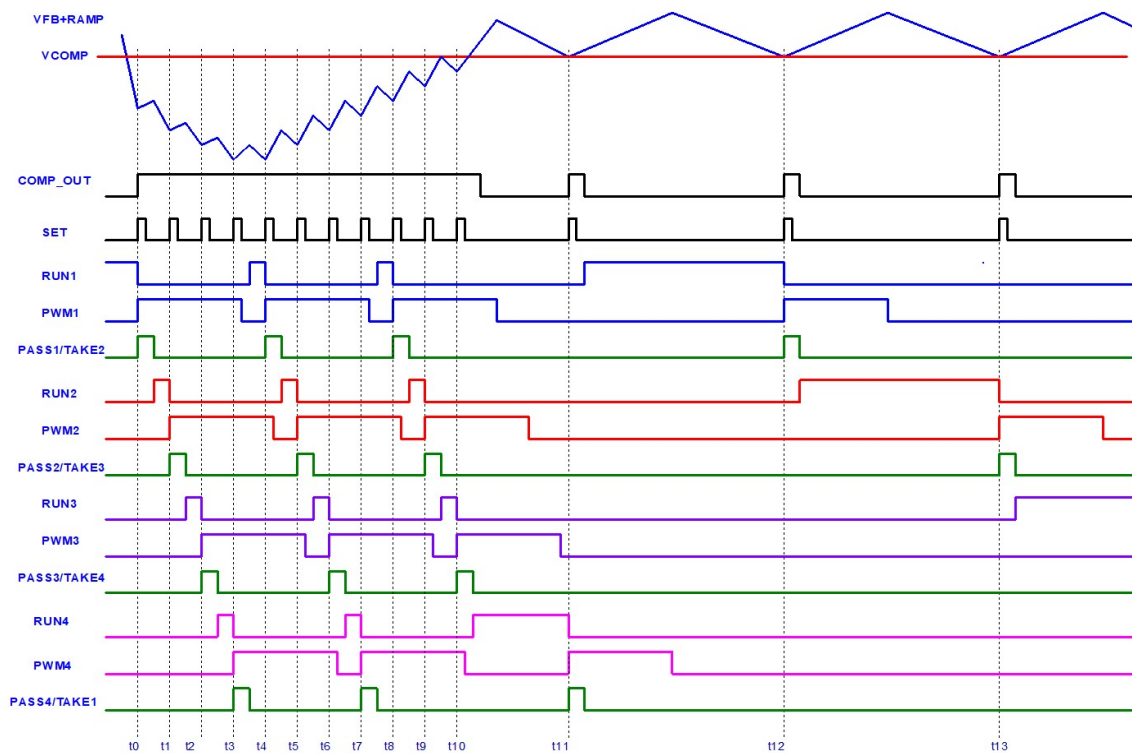 VFB+RAMP
VCOMP
COMP_OUT
SET
RUN1
PWM1
PASS1/TAKE2
RUN2
PWM2
PASS2/TAKE3
RUN3
PWM3
PASS3/TAKE4
RUN4
PWM4
PASS4/TAKE1
t0 t1 t2 t3 t4 t5 t6 t7 t8 t9 t10 t11 t12 t13